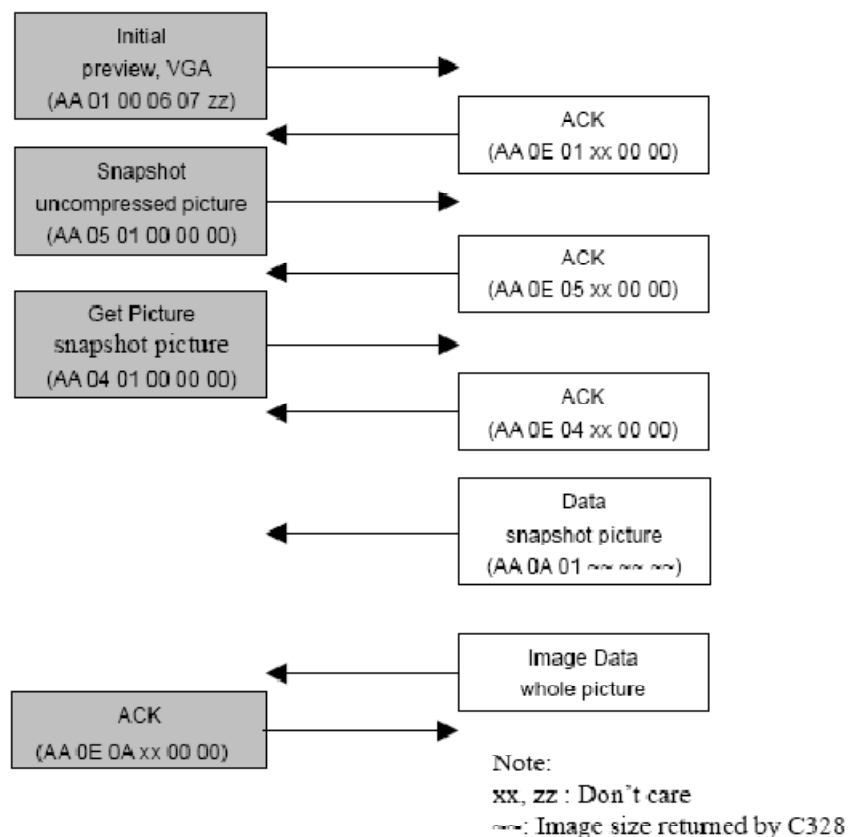 Initial
preview, VGA
(AA 01 00 06 07 zz)
ACK
(AA 0E 01 xx 00 00)
Snapshot
uncompressed picture
(AA 05 01 00 00 00)
ACK
(AA 0E 05 xx 00 00)
Get Picture
snapshot picture
(AA 04 01 00 00 00)
ACK
(AA 0E 04 xx 00 00)
Data
snapshot picture
(AA 0A 01 ~~ ~~ ~~)
Image Data
whole picture
ACK
(AA 0E 0A xx 00 00)
Note:
xx, zz : Don't care
~~: Image size returned by C328